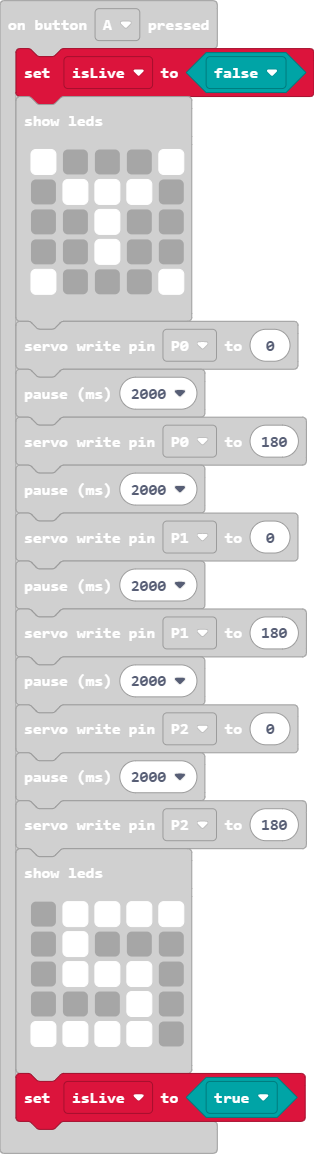 on button A pressed
set isLive to false
show leds
servo write pin P0 to 0
pause (ms) 2000
servo write pin P0 to 180
pause (ms) 2000
servo write pin P1 to 0
pause (ms) 2000
servo write pin P1 to 180
pause (ms) 2000
servo write pin P2 to 0
pause (ms) 2000
servo write pin P2 to 180
show leds
set isLive to true